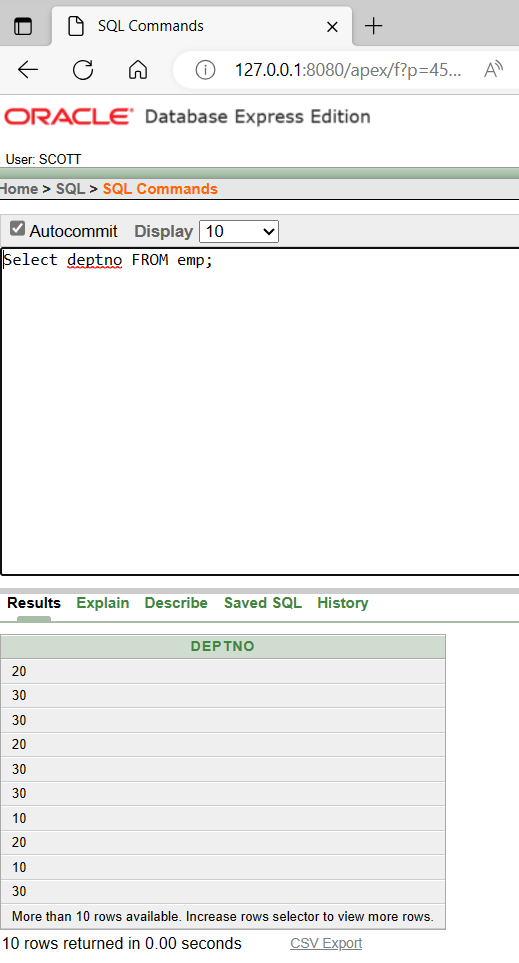 SQL Commands
127.0.0.1:8080/apex/f?p=45...
ORACLE Database Express Edition
User: SCOTT
Home > SQL > SQL Commands
Autocommit Display 10
Select deptno FROM emp;
Results Explain Describe Saved SQL History
DEPTNO
20
30
30
20
30
30
10
20
10
30
More than 10 rows available. Increase rows selector to view more rows.
10 rows returned in 0.00 seconds CSV Export